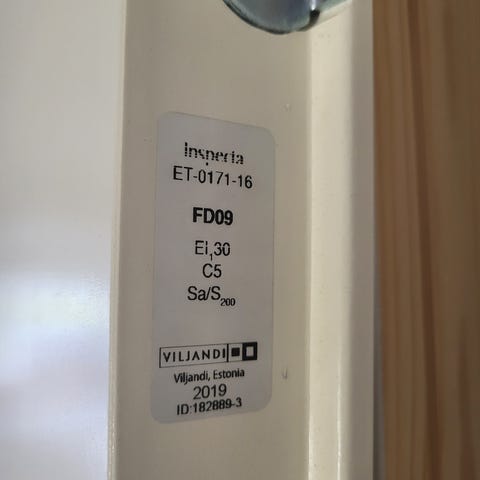 Inspecta
ET-0171-16
FD09
EI₁30
C5
Sa/S₂₀₀
VILJANDI
Viljandi, Estonia
2019
ID:182889-3